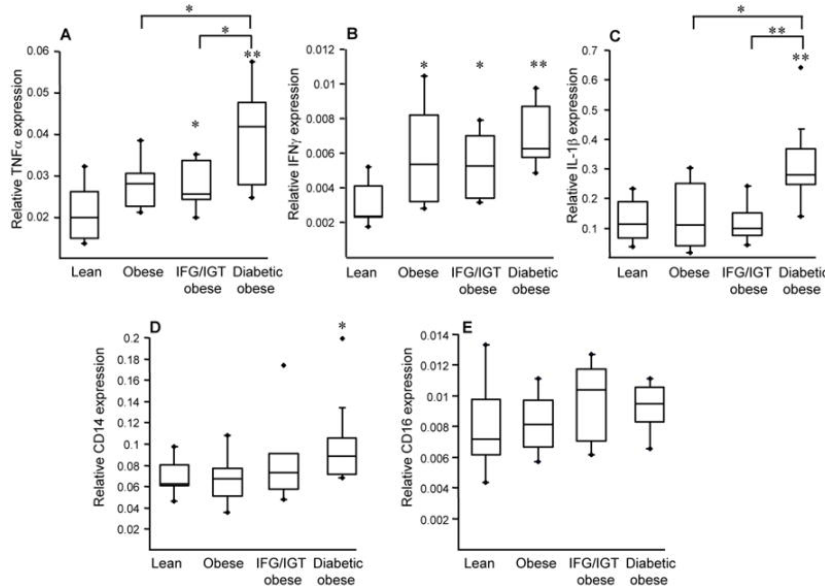 A
*
*
**
*
Relative TNFα expression
0.06
0.05
0.04
0.03
0.02
Lean
Obese
IFG/IGT
obese
Diabetic
obese
B
*
*
**
Relative IFNγ expression
0.012
0.010
0.008
0.006
0.004
0.002
Lean
Obese
IFG/IGT
obese
Diabetic
obese
C
*
**
**
Relative IL-1β expression
0.7
0.6
0.5
0.4
0.3
0.2
0.1
Lean
Obese
IFG/IGT
obese
Diabetic
obese
D
*
Relative CD14 expression
0.2
0.18
0.16
0.14
0.12
0.1
0.08
0.06
0.04
0.02
Lean
Obese
IFG/IGT
obese
Diabetic
obese
E
Relative CD16 expression
0.016
0.014
0.012
0.010
0.008
0.006
0.004
0.002
Lean
Obese
IFG/IGT
obese
Diabetic
obese